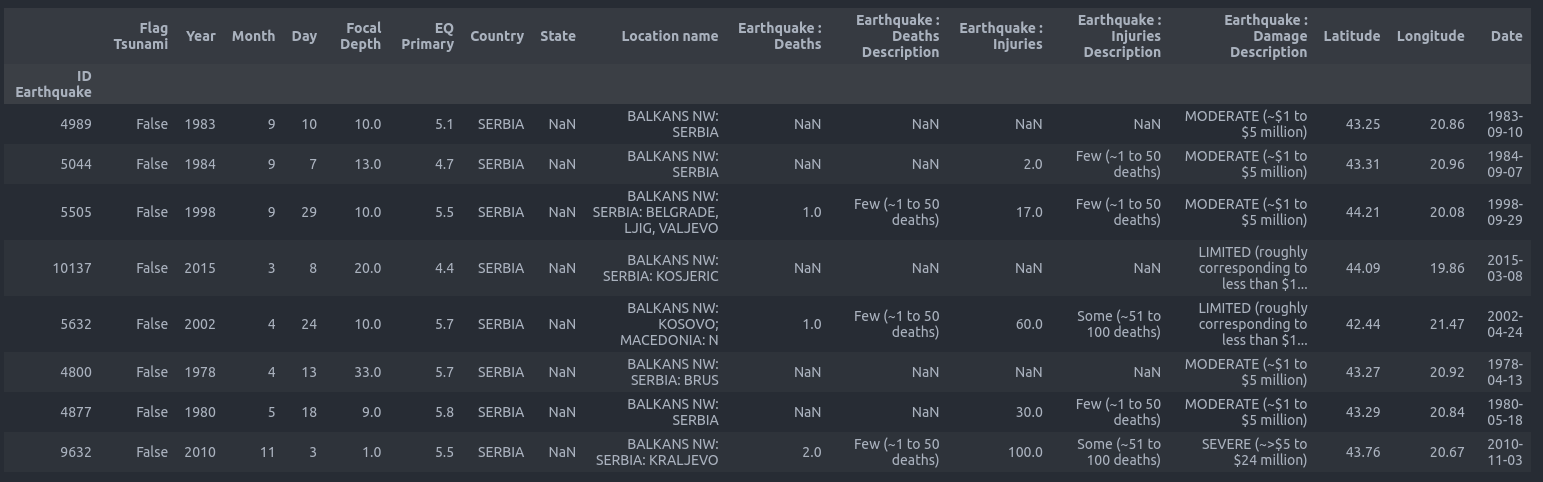 Flag Tsunami Year Month Day Focal Depth EQ Primary Country State Location name Earthquake : Deaths Earthquake : Deaths Description Earthquake : Injuries Earthquake : Injuries Description Earthquake : Damage Description Latitude Longitude Date
ID Earthquake
4989 False 1983 9 10 10.0 5.1 SERBIA NaN BALKANS NW: SERBIA NaN NaN NaN NaN MODERATE (~$1 to $5 million) 43.25 20.86 1983-09-10
5044 False 1984 9 7 13.0 4.7 SERBIA NaN BALKANS NW: SERBIA NaN NaN 2.0 Few (~1 to 50 deaths) MODERATE (~$1 to $5 million) 43.31 20.96 1984-09-07
5505 False 1998 9 29 10.0 5.5 SERBIA NaN BALKANS NW: SERBIA: BELGRADE, LJIG, VALJEVO 1.0 Few (~1 to 50 deaths) 17.0 Few (~1 to 50 deaths) MODERATE (~$1 to $5 million) 44.21 20.08 1998-09-29
10137 False 2015 3 8 20.0 4.4 SERBIA NaN BALKANS NW: SERBIA: KOSJERIC NaN NaN NaN NaN LIMITED (roughly corresponding to less than $1... 44.09 19.86 2015-03-08
5632 False 2002 4 24 10.0 5.7 SERBIA NaN BALKANS NW: KOSOVO; MACEDONIA: N 1.0 Few (~1 to 50 deaths) 60.0 Some (~51 to 100 deaths) LIMITED (roughly corresponding to less than $1... 42.44 21.47 2002-04-24
4800 False 1978 4 13 33.0 5.7 SERBIA NaN BALKANS NW: SERBIA: BRUS NaN NaN NaN NaN MODERATE (~$1 to $5 million) 43.27 20.92 1978-04-13
4877 False 1980 5 18 9.0 5.8 SERBIA NaN BALKANS NW: SERBIA NaN NaN 30.0 Few (~1 to 50 deaths) MODERATE (~$1 to $5 million) 43.29 20.84 1980-05-18
9632 False 2010 11 3 1.0 5.5 SERBIA NaN BALKANS NW: SERBIA: KRALJEVO 2.0 Few (~1 to 50 deaths) 100.0 Some (~51 to 100 deaths) SEVERE (~>$5 to $24 million) 43.76 20.67 2010-11-03